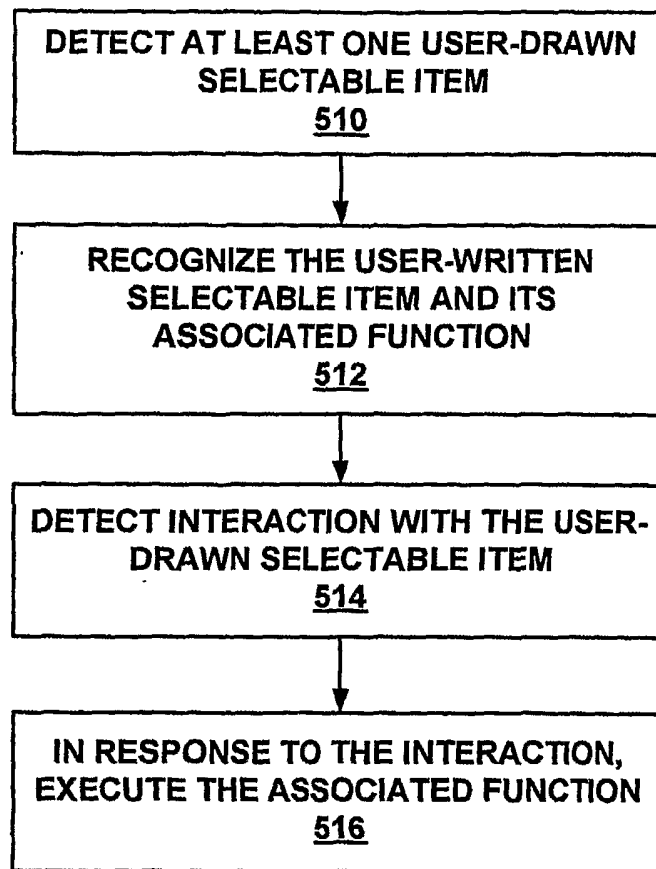 DETECT AT LEAST ONE USER-DRAWN
SELECTABLE ITEM
510
RECOGNIZE THE USER-WRITTEN
SELECTABLE ITEM AND ITS
ASSOCIATED FUNCTION
512
DETECT INTERACTION WITH THE USER-
DRAWN SELECTABLE ITEM
514
IN RESPONSE TO THE INTERACTION,
EXECUTE THE ASSOCIATED FUNCTION
516